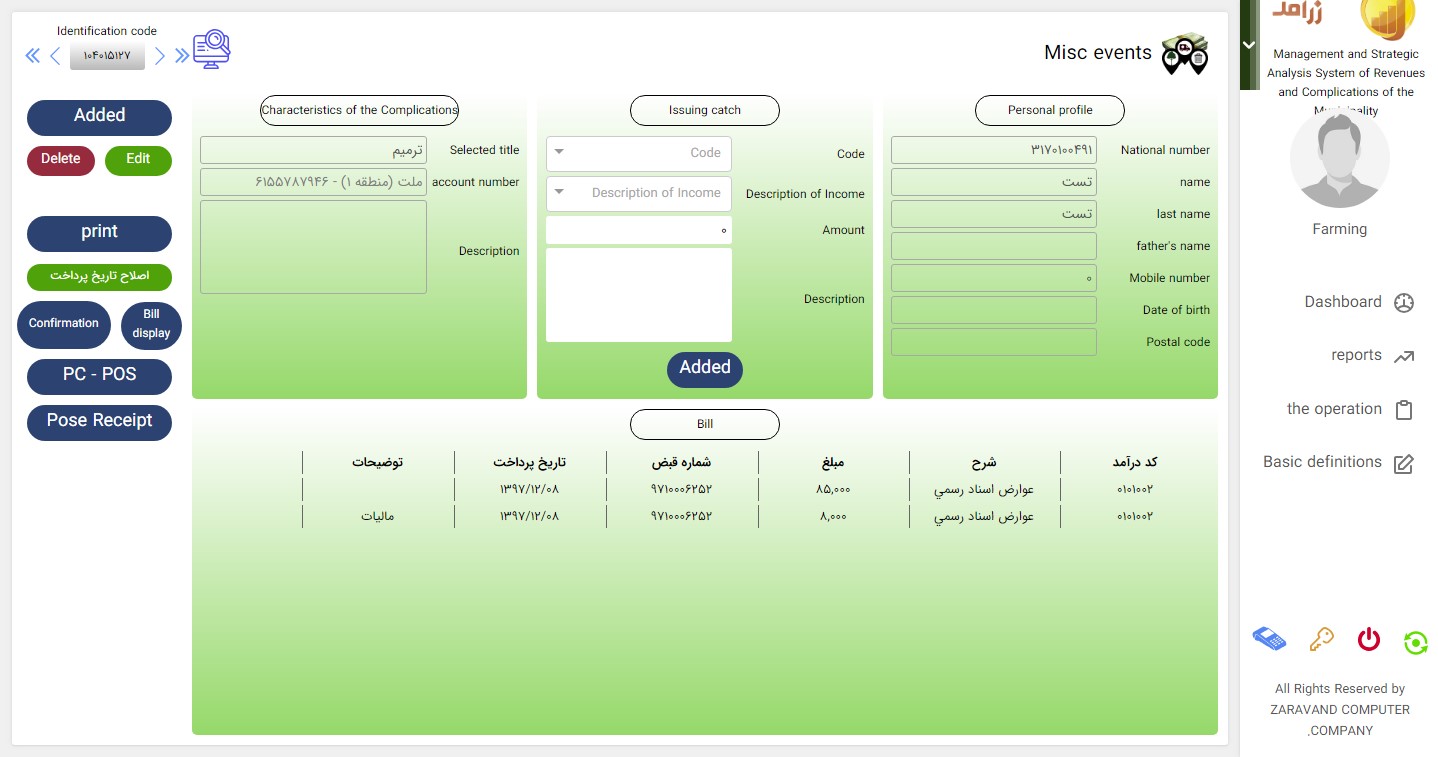 Identification code
۱۰۴۰۱۵۱۲۷
Misc events
زرآمد
Management and Strategic
Analysis System of Revenues
and Complications of the
Municipality
Farming
Dashboard
reports
the operation
Basic definitions
All Rights Reserved by
ZARAVAND COMPUTER
,COMPANY
Added
Delete
Edit
print
اصلاح تاریخ پرداخت
Confirmation
Bill
display
PC - POS
Pose Receipt
Characteristics of the Complications
Selected title
ترمیم
account number
ملت (منطقه ۱) - ۶۱۵۵۷۸۷۹۴۶
Description
Issuing catch
Code
Code
Description of Income
Description of Income
Amount
۰
Description
Added
Personal profile
National number
۳۱۷۰۱۰۰۴۹۱
name
تست
last name
تست
father's name
Mobile number
۰
Date of birth
Postal code
Bill
کد درآمد شرح مبلغ شماره قبض تاریخ پرداخت توضیحات
۰۱۰۱۰۰۲ عوارض اسناد رسمي ۸۵,۰۰۰ ۹۷۱۰۰۰۶۲۵۲ ۱۳۹۷/۱۲/۰۸
۰۱۰۱۰۰۲ عوارض اسناد رسمي ۸,۰۰۰ ۹۷۱۰۰۰۶۲۵۲ ۱۳۹۷/۱۲/۰۸ مالیات